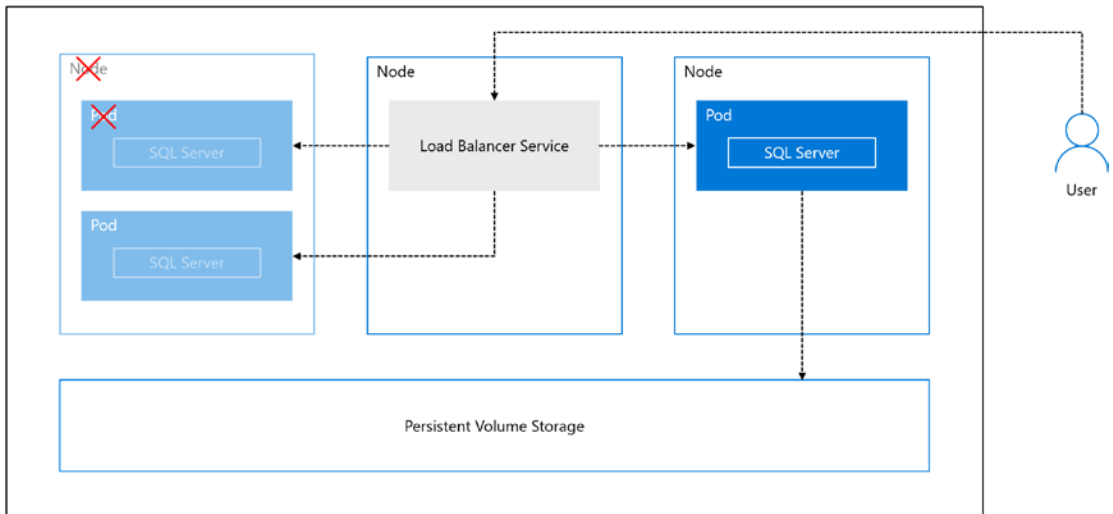 Node
Pod
SQL Server
Pod
SQL Server
Node
Load Balancer Service
Node
Pod
SQL Server
User
Persistent Volume Storage